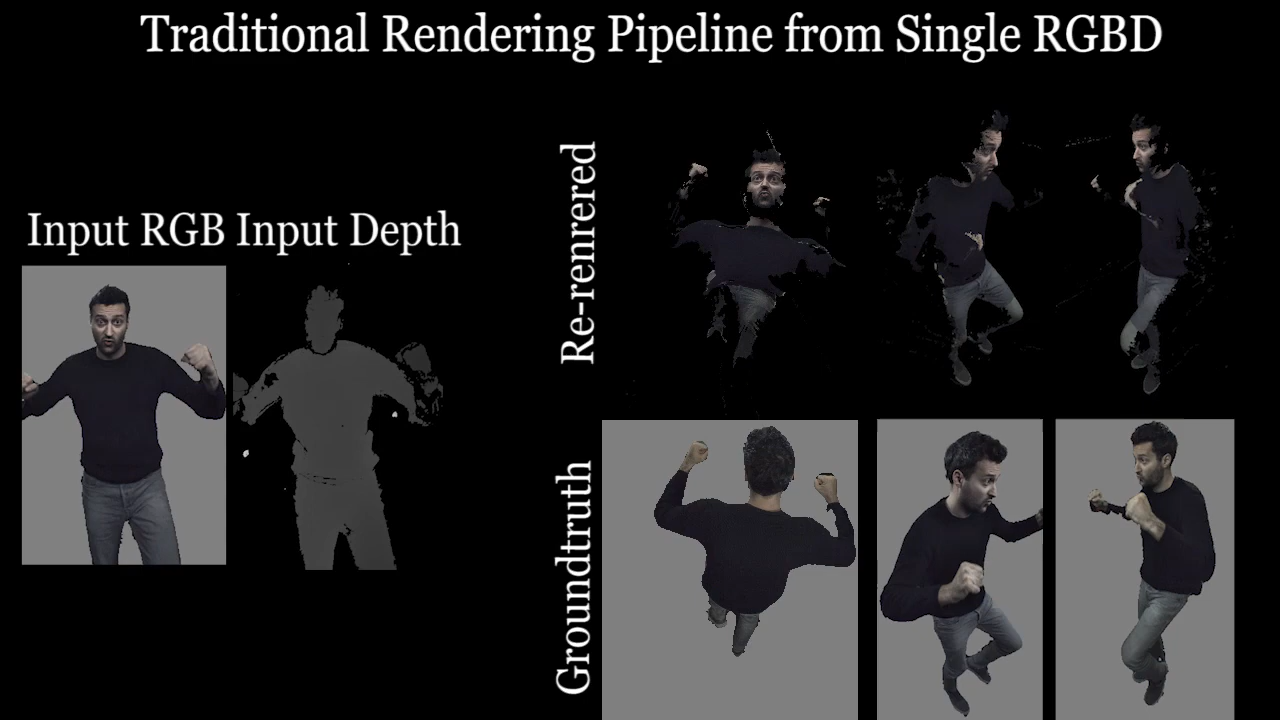 Traditional Rendering Pipeline from Single RGBD
Input RGB
Input Depth
Re-renrered
Groundtruth